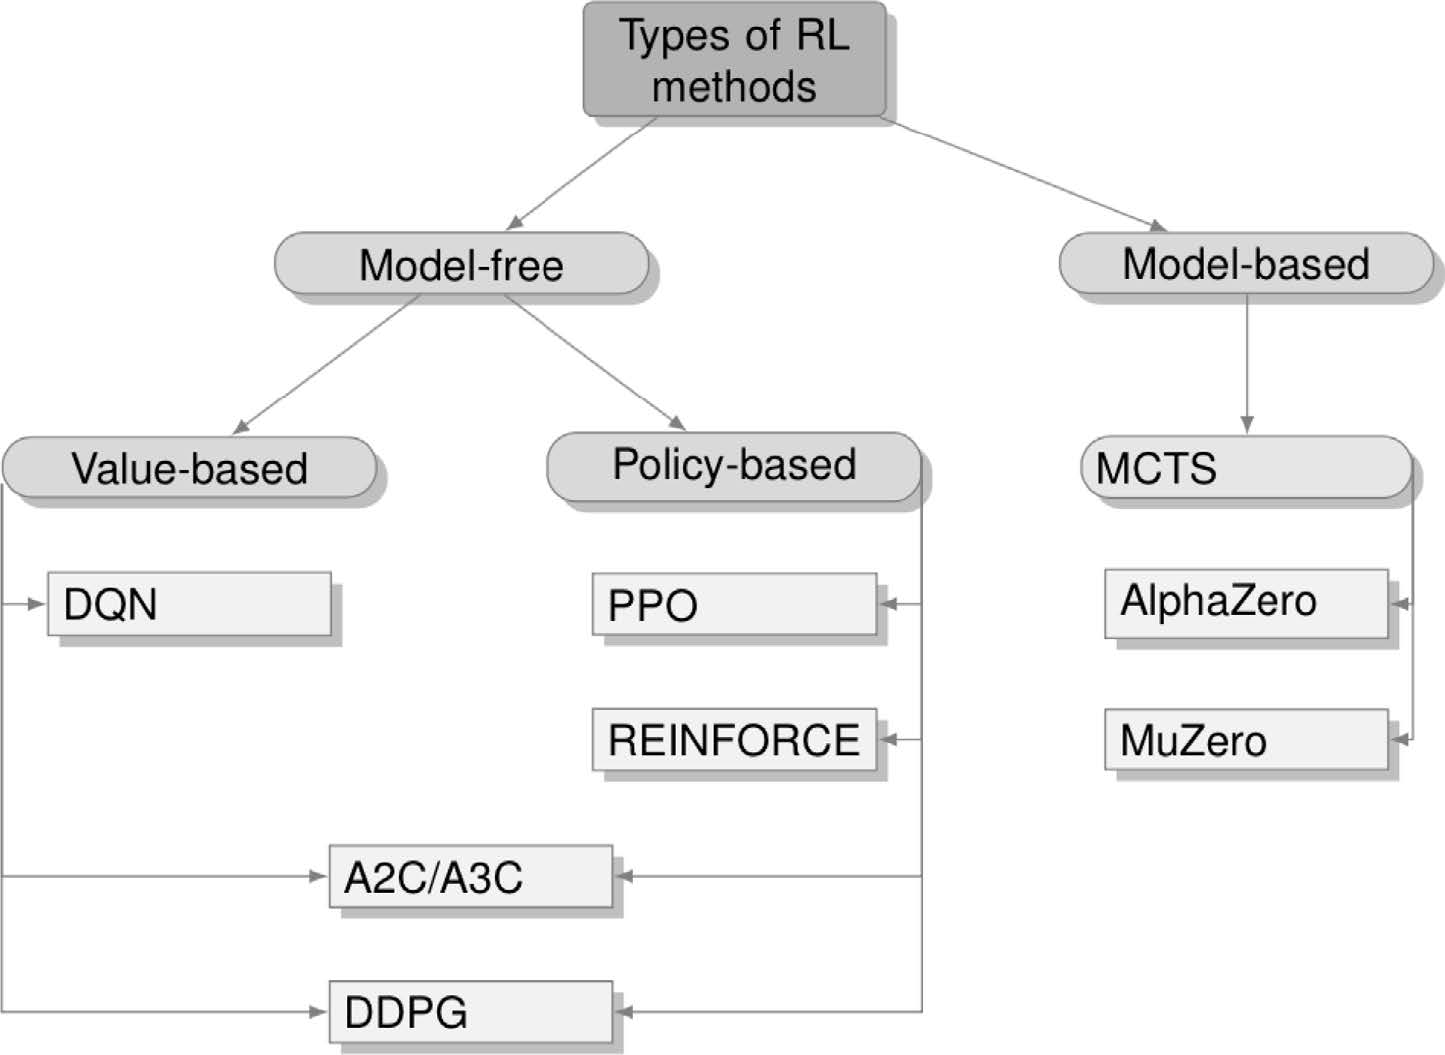 Types of RL
methods
Model-free
Model-based
Value-based
Policy-based
MCTS
DQN
PPO
AlphaZero
REINFORCE
MuZero
A2C/A3C
DDPG